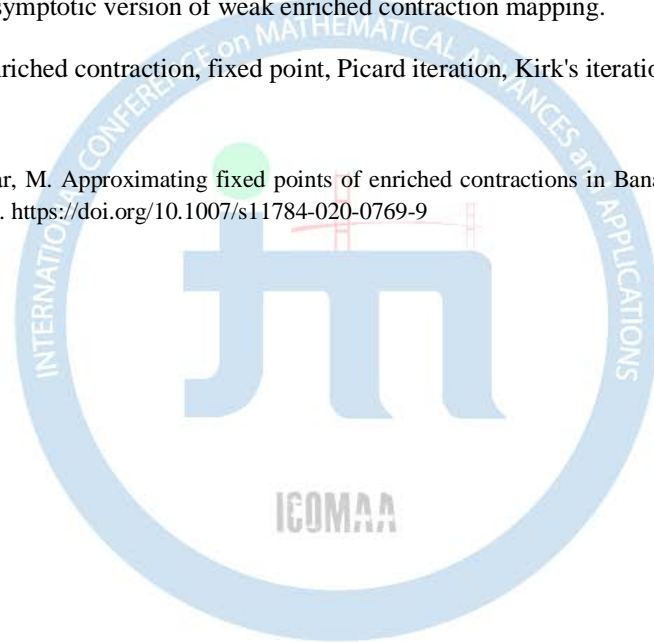 symptotic version of weak enriched contraction mapping.
nriched contraction, fixed point, Picard iteration, Kirk's iteratio
ar, M. Approximating fixed points of enriched contractions in Bana
. https://doi.org/10.1007/s11784-020-0769-9
INTERNATIONAL CONFERENCE on MATHEMATICAL ADVANCES and APPLICATIONS
ICOMAA